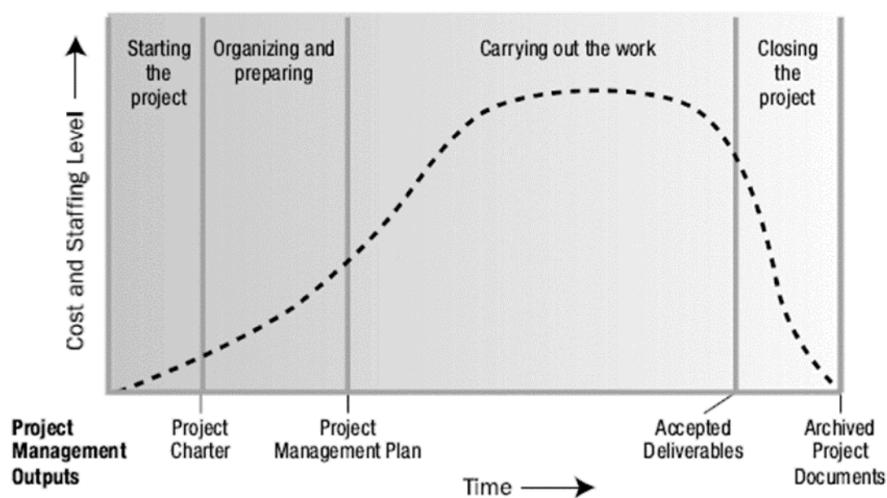 Starting
the
project
Organizing and
preparing
Carrying out the work
Closing
the
project
Cost and Staffing Level
Project
Management
Outputs
Project
Charter
Project
Management Plan
Accepted
Deliverables
Archived
Project
Documents
Time